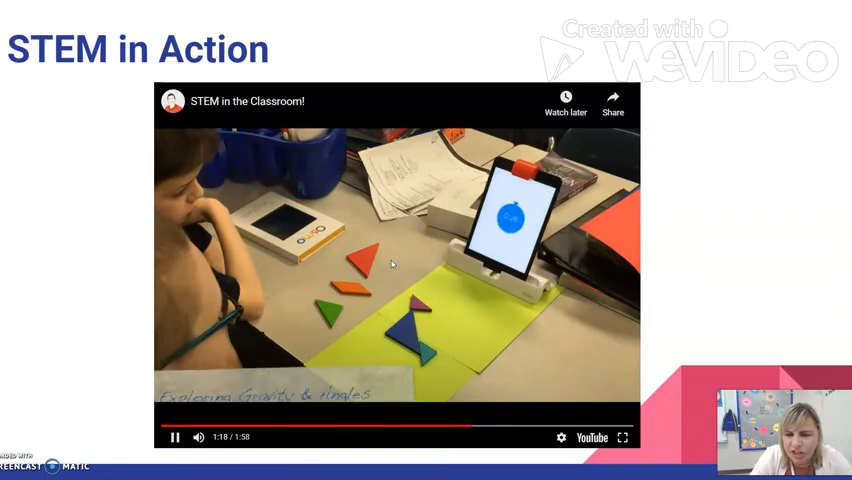 STEM in Action
Created with
WEVIDEO
STEM in the Classroom!
Watch later
Share
OSMO
Exploring Gravity & Angles
1:18 / 1:58
YouTube
SCREENCAST MATIC